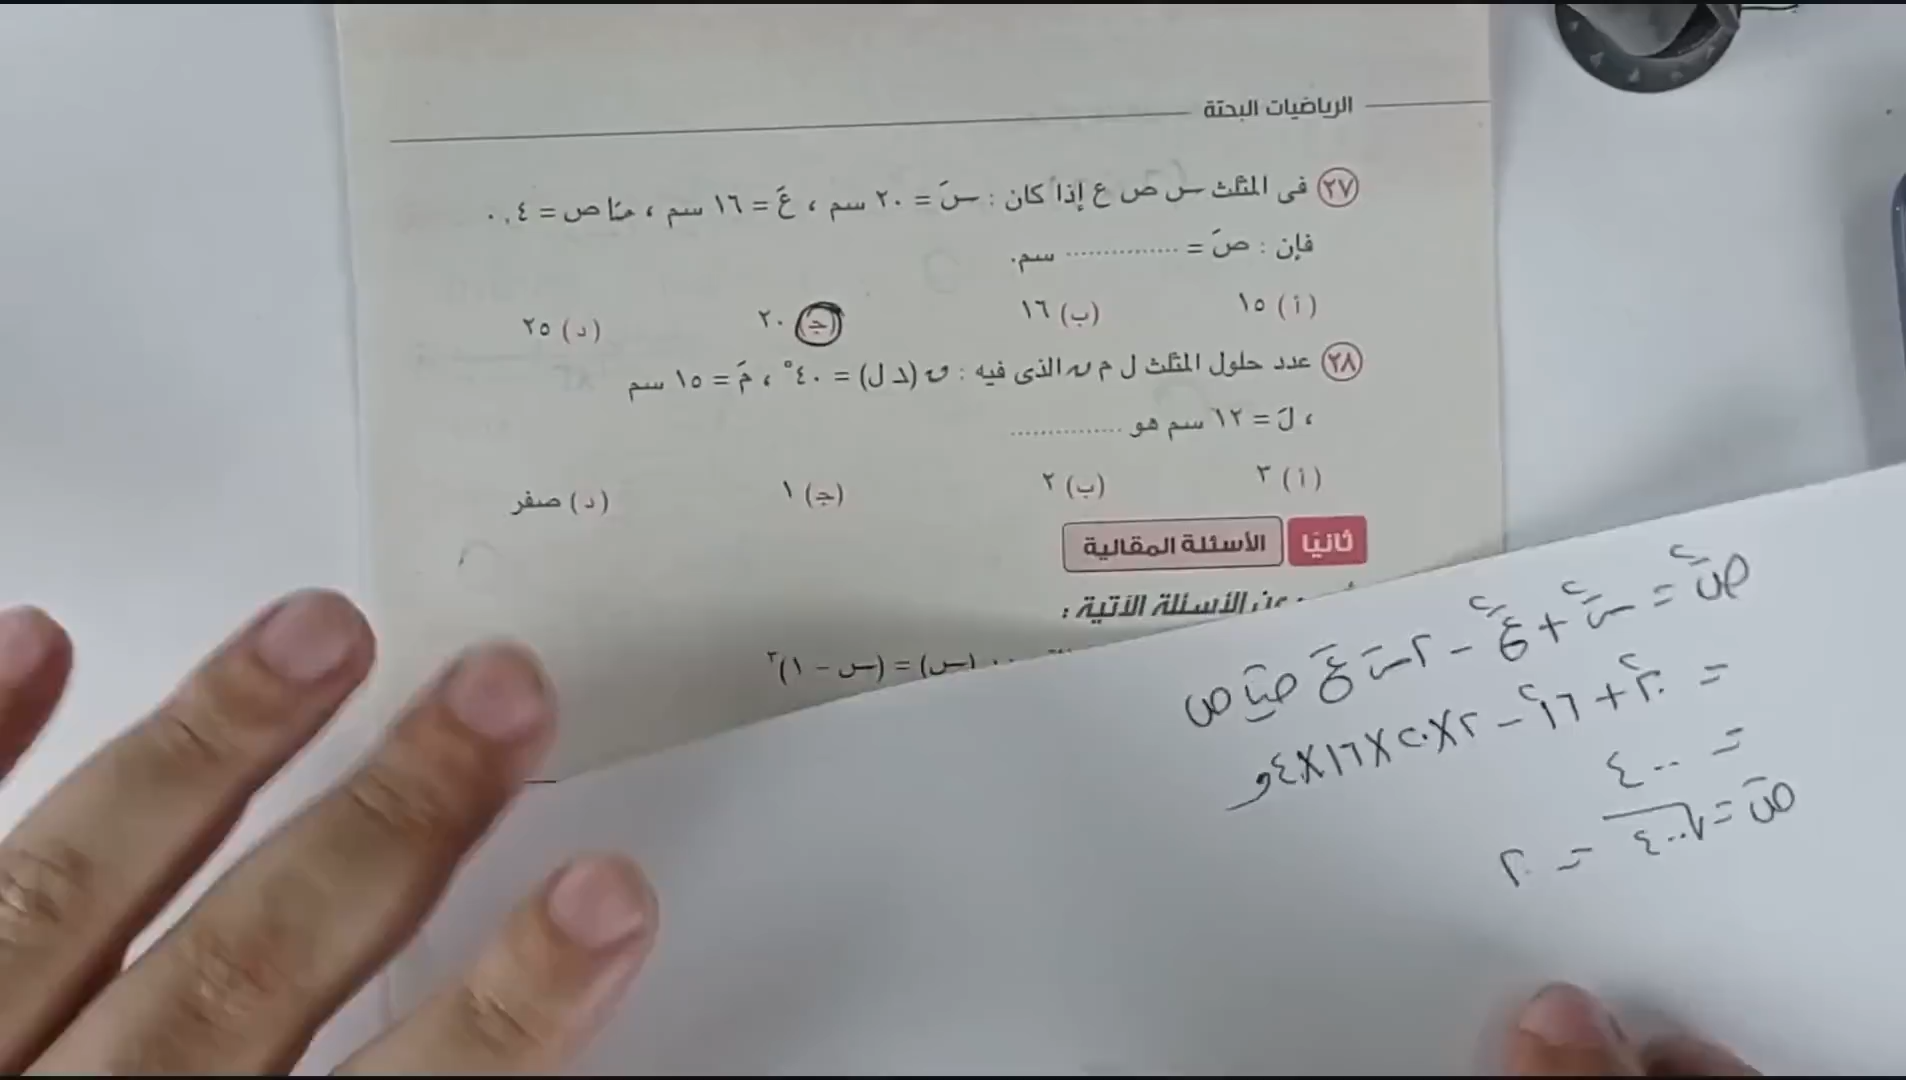 الرياضيات البحتة
٢٧ فى المثلث س ص ع إذا كان : سَ = ٢٠ سم ، عَ = ١٦ سم ، حتا ص = ٠,٤
فإن : صَ = .............. سم.
(أ) ١٥ (ب) ١٦ (جـ) ٢٠ (د) ٢٥
٢٨ عدد حلول المثلث ل م ن الذى فيه : ن (د ل) = ٤٠° ، مَ = ١٥ سم
، لَ = ١٢ سم هو ..............
(أ) ٣ (ب) ٢ (جـ) ١ (د) صفر
ثانيًا الأسئلة المقالية
عن الأسئلة الآتية :
(س) = (س - ١)٣
صَ٢ = سَ٢ + عَ٢ - ٢ سَ عَ حتا ص
= ٢٠٢ + ١٦٢ - ٢ × ٢٠ × ١٦ × ٤,
= ٤٠٠
صَ = √٤٠٠ = ٢٠